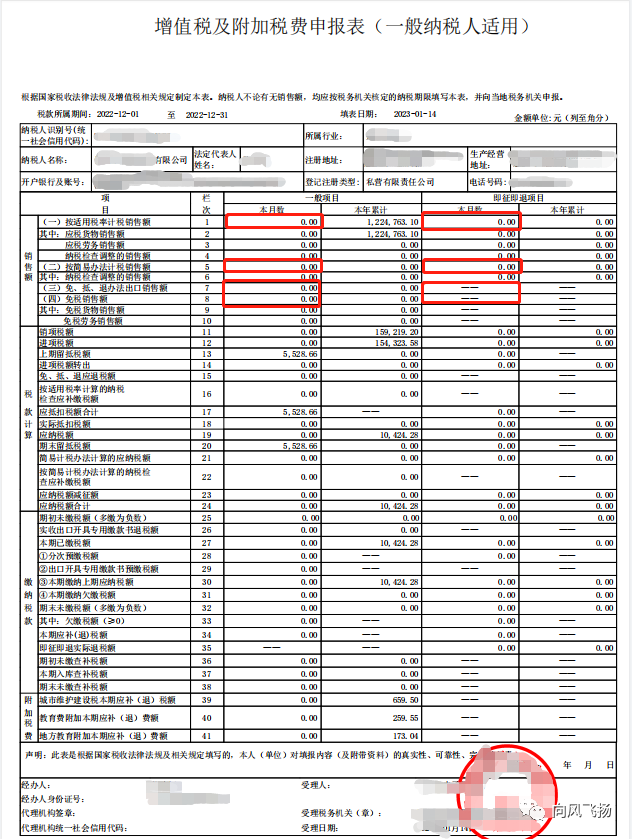 增值税及附加税费申报表（一般纳税人适用）
根据国家税收法律法规及增值税相关规定制定本表。纳税人不论有无销售额，均应按税务机关核定的纳税期限填写本表，并向当地税务机关申报。
税款所属期间：2022-12-01 至 2022-12-31 填表日期： 2023-01-14 金额单位:元（列至角分）
纳税人识别号(统一社会信用代码): 所属行业:
纳税人名称: 有限公司 法定代表人姓名: 注册地址: 生产经营地址:
开户银行及账号: 登记注册类型: 私营有限责任公司 电话号码:
项目 栏次 一般项目 即征即退项目
本月数 本年累计 本月数 本年累计
销售额
（一）按适用税率计税销售额 1 0.00 1,224,763.10 0.00 0.00
其中：应税货物销售额 2 0.00 1,224,763.10 0.00 0.00
应税劳务销售额 3 0.00 0.00 0.00 0.00
纳税检查调整的销售额 4 0.00 0.00 0.00 0.00
（二）按简易办法计税销售额 5 0.00 0.00 0.00 0.00
其中：纳税检查调整的销售额 6 0.00 0.00 0.00 0.00
（三）免、抵、退办法出口销售额 7 0.00 0.00 —— ——
（四）免税销售额 8 0.00 0.00 —— ——
其中：免税货物销售额 9 0.00 0.00 —— ——
免税劳务销售额 10 0.00 0.00 —— ——
税款计算
销项税额 11 0.00 159,219.20 0.00 0.00
进项税额 12 0.00 154,323.58 0.00 0.00
上期留抵税额 13 5,528.66 0.00 0.00 ——
进项税额转出 14 0.00 0.00 0.00 0.00
免、抵、退应退税额 15 0.00 0.00 —— ——
按适用税率计算的纳税检查应补缴税额 16 0.00 0.00 —— ——
应抵扣税额合计 17 5,528.66 —— 0.00 ——
实际抵扣税额 18 0.00 0.00 0.00 0.00
应纳税额 19 0.00 10,424.28 0.00 0.00
期末留抵税额 20 5,528.66 0.00 0.00 ——
简易计税办法计算的应纳税额 21 0.00 0.00 0.00 0.00
按简易计税办法计算的纳税检查应补缴税额 22 0.00 0.00 —— ——
应纳税额减征额 23 0.00 0.00 0.00 0.00
应纳税额合计 24 0.00 10,424.28 0.00 0.00
缴纳税款
期初未缴税额（多缴为负数） 25 0.00 0.00 0.00 0.00
实收出口开具专用缴款书退税额 26 0.00 0.00 —— ——
本期已缴税额 27 0.00 10,424.28 0.00 0.00
①分次预缴税额 28 0.00 —— 0.00 ——
②出口开具专用缴款书预缴税额 29 0.00 —— —— ——
③本期缴纳上期应纳税额 30 0.00 10,424.28 0.00 0.00
④本期缴纳欠缴税额 31 0.00 0.00 0.00 0.00
期末未缴税额（多缴为负数） 32 0.00 0.00 0.00 0.00
其中：欠缴税额（≥0） 33 0.00 —— 0.00 ——
本期应补(退)税额 34 0.00 —— 0.00 ——
即征即退实际退税额 35 —— —— 0.00 0.00
期初未缴查补税额 36 0.00 0.00 —— ——
本期入库查补税额 37 0.00 0.00 —— ——
期末未缴查补税额 38 0.00 0.00 —— ——
附加税费
城市维护建设税本期应补（退）税额 39 0.00 659.50 —— ——
教育费附加本期应补（退）费额 40 0.00 259.55 —— ——
地方教育附加本期应补（退）费额 41 0.00 173.04 —— ——
声明：此表是根据国家税收法律法规及相关规定填写的，本人（单位）对填报内容（及附带资料）的真实性、可靠性、 年 月 日
经办人： 受理人：
经办人身份证号：
代理机构签章： 受理税务机关（章）：
代理机构统一社会信用代码： 受理日期：
向风飞扬